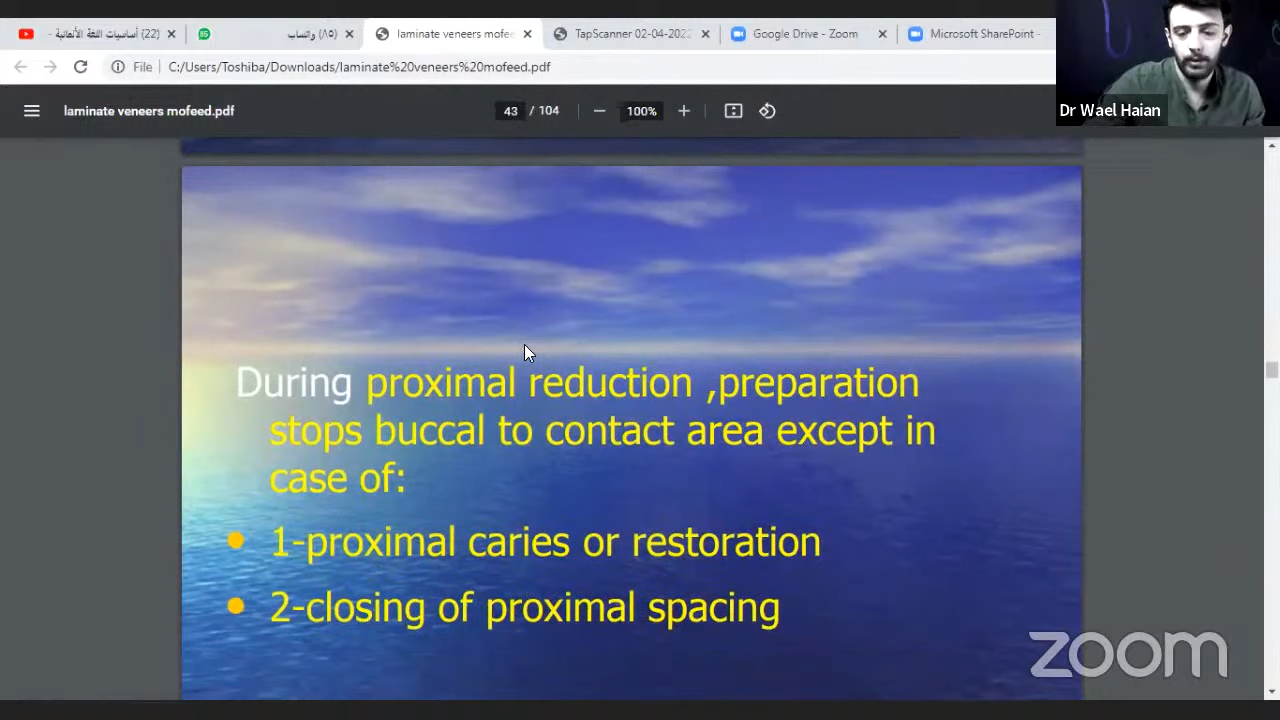 (22) أساسيات اللغة الألمانية -
(٨٥) واتساب
laminate veneers mofee
TapScanner 02-04-2022
Google Drive - Zoom
Microsoft SharePoint -
File C:/Users/Toshiba/Downloads/laminate%20veneers%20mofeed.pdf
laminate veneers mofeed.pdf
43 / 104
100%
Dr Wael Haian
During proximal reduction ,preparation
stops buccal to contact area except in
case of:
1-proximal caries or restoration
2-closing of proximal spacing
zoom